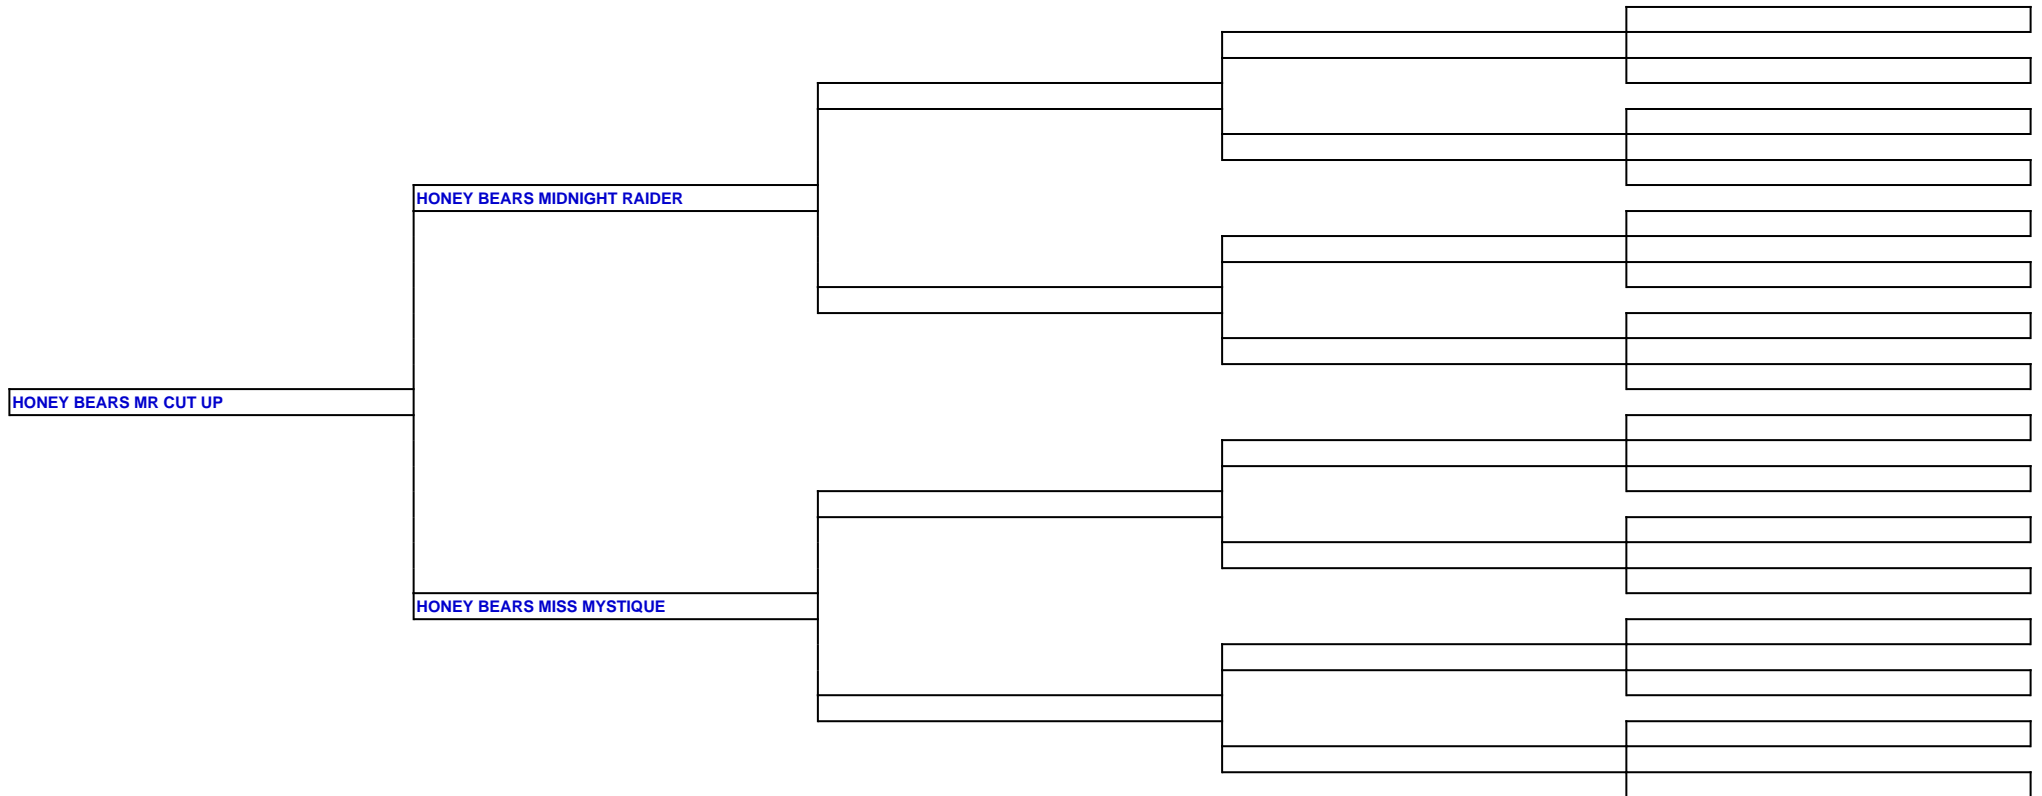 HONEY BEARS MIDNIGHT RAIDER
HONEY BEARS MR CUT UP
HONEY BEARS MISS MYSTIQUE